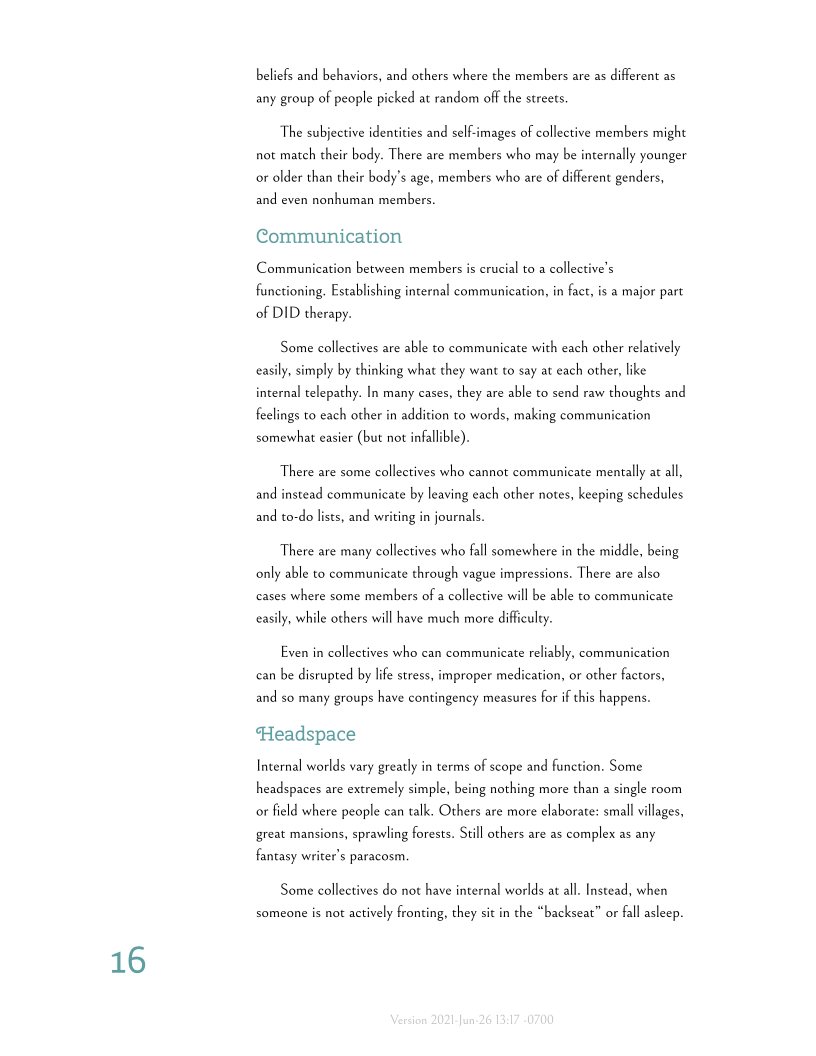 beliefs and behaviors, and others where the members are as different as
any group of people picked at random off the streets.
The subjective identities and self-images of collective members might
not match their body. There are members who may be internally younger
or older than their body’s age, members who are of different genders,
and even nonhuman members.
Communication
Communication between members is crucial to a collective’s
functioning. Establishing internal communication, in fact, is a major part
of DID therapy.
Some collectives are able to communicate with each other relatively
easily, simply by thinking what they want to say at each other, like
internal telepathy. In many cases, they are able to send raw thoughts and
feelings to each other in addition to words, making communication
somewhat easier (but not infallible).
There are some collectives who cannot communicate mentally at all,
and instead communicate by leaving each other notes, keeping schedules
and to-do lists, and writing in journals.
There are many collectives who fall somewhere in the middle, being
only able to communicate through vague impressions. There are also
cases where some members of a collective will be able to communicate
easily, while others will have much more difficulty.
Even in collectives who can communicate reliably, communication
can be disrupted by life stress, improper medication, or other factors,
and so many groups have contingency measures for if this happens.
Headspace
Internal worlds vary greatly in terms of scope and function. Some
headspaces are extremely simple, being nothing more than a single room
or field where people can talk. Others are more elaborate: small villages,
great mansions, sprawling forests. Still others are as complex as any
fantasy writer’s paracosm.
Some collectives do not have internal worlds at all. Instead, when
someone is not actively fronting, they sit in the “backseat” or fall asleep.
16
Version 2021-Jun-26 13:17 -0700